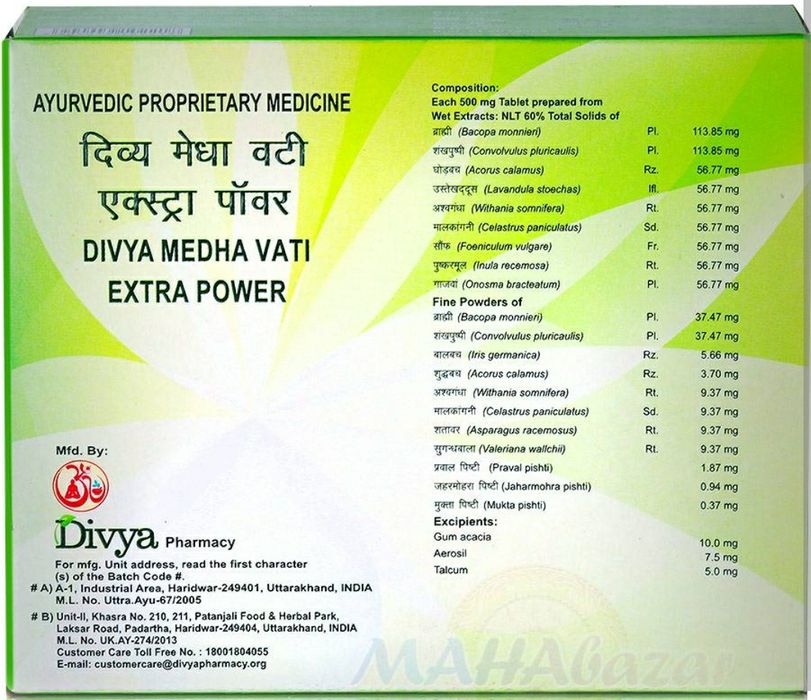 AYURVEDIC PROPRIETARY MEDICINE
दिव्य मेधा वटी
एक्स्ट्रा पॉवर
DIVYA MEDHA VATI
EXTRA POWER
Mfd. By:
Divya Pharmacy
For mfg. Unit address, read the first character
(s) of the Batch Code #.
# A) A-1, Industrial Area, Haridwar-249401, Uttarakhand, INDIA
M.L. No. Uttra.Ayu-67/2005
# B) Unit-II, Khasra No. 210, 211, Patanjali Food & Herbal Park,
Laksar Road, Padartha, Haridwar-249404, Uttarakhand, INDIA
M.L. No. UK.AY-274/2013
Customer Care Toll Free No. : 18001804055
E-mail: customercare@divyapharmacy.org
Composition:
Each 500 mg Tablet prepared from
Wet Extracts: NLT 60% Total Solids of
ब्राह्मी (Bacopa monnieri) Pl. 113.85 mg
शंखपुष्पी (Convolvulus pluricaulis) Pl. 113.85 mg
घोड़बच (Acorus calamus) Rz. 56.77 mg
उस्तेखद्दूस (Lavandula stoechas) Ifl. 56.77 mg
अश्वगंधा (Withania somnifera) Rt. 56.77 mg
मालकांगनी (Celastrus paniculatus) Sd. 56.77 mg
सौंफ (Foeniculum vulgare) Fr. 56.77 mg
पुष्करमूल (Inula recemosa) Rt. 56.77 mg
गाजवां (Onosma bracteatum) Pl. 56.77 mg
Fine Powders of
ब्राह्मी (Bacopa monnieri) Pl. 37.47 mg
शंखपुष्पी (Convolvulus pluricaulis) Pl. 37.47 mg
बालबच (Iris germanica) Rz. 5.66 mg
शुद्धबच (Acorus calamus) Rz. 3.70 mg
अश्वगंधा (Withania somnifera) Rt. 9.37 mg
मालकांगनी (Celastrus paniculatus) Sd. 9.37 mg
शतावर (Asparagus racemosus) Rt. 9.37 mg
सुगन्धबाला (Valeriana wallchii) Rt. 9.37 mg
प्रवाल पिष्टी (Praval pishti) 1.87 mg
जहरमोहरा पिष्टी (Jaharmohra pishti) 0.94 mg
मुक्ता पिष्टी (Mukta pishti) 0.37 mg
Excipients:
Gum acacia 10.0 mg
Aerosil 7.5 mg
Talcum 5.0 mg
MAHAbazar